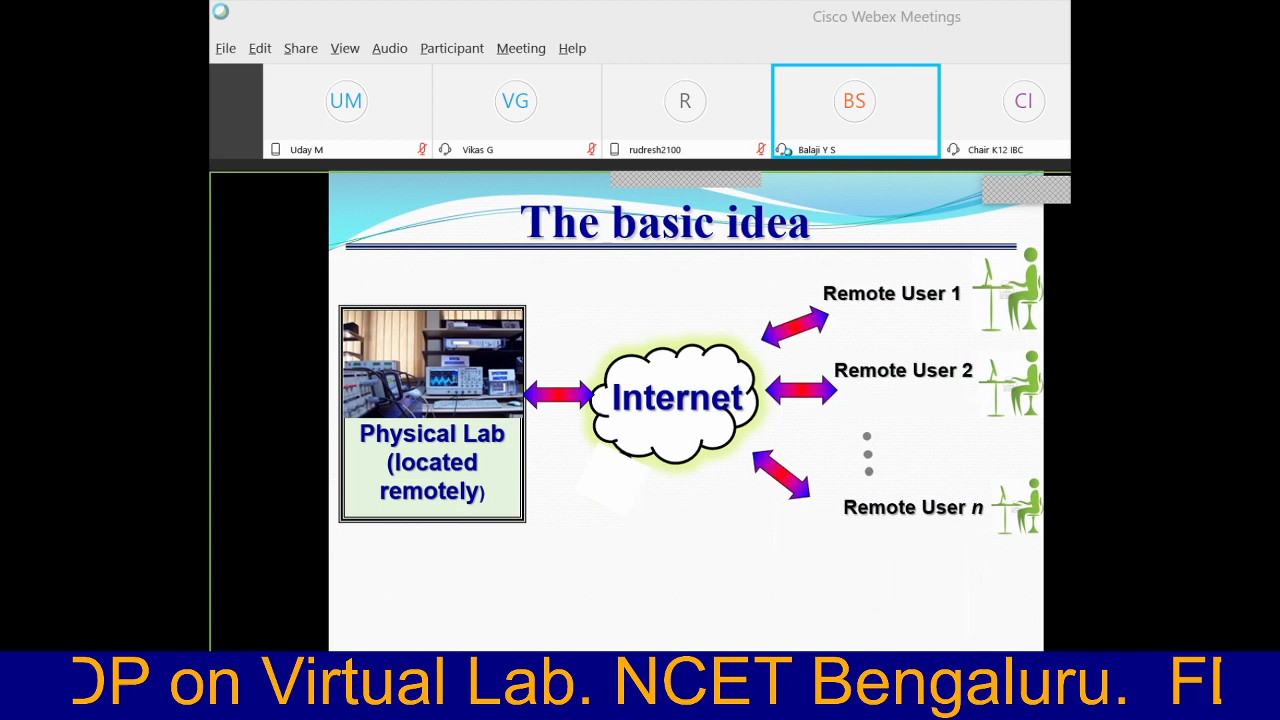 Cisco Webex Meetings
File Edit Share View Audio Participant Meeting Help
UM VG R BS CI
Uday M Vikas G rudresh2100 Balaji Y S Chair K12 IBC
The basic idea
Remote User 1
Remote User 2
Internet
Physical Lab
(located
remotely)
Remote User n
DP on Virtual Lab. NCET Bengaluru. F